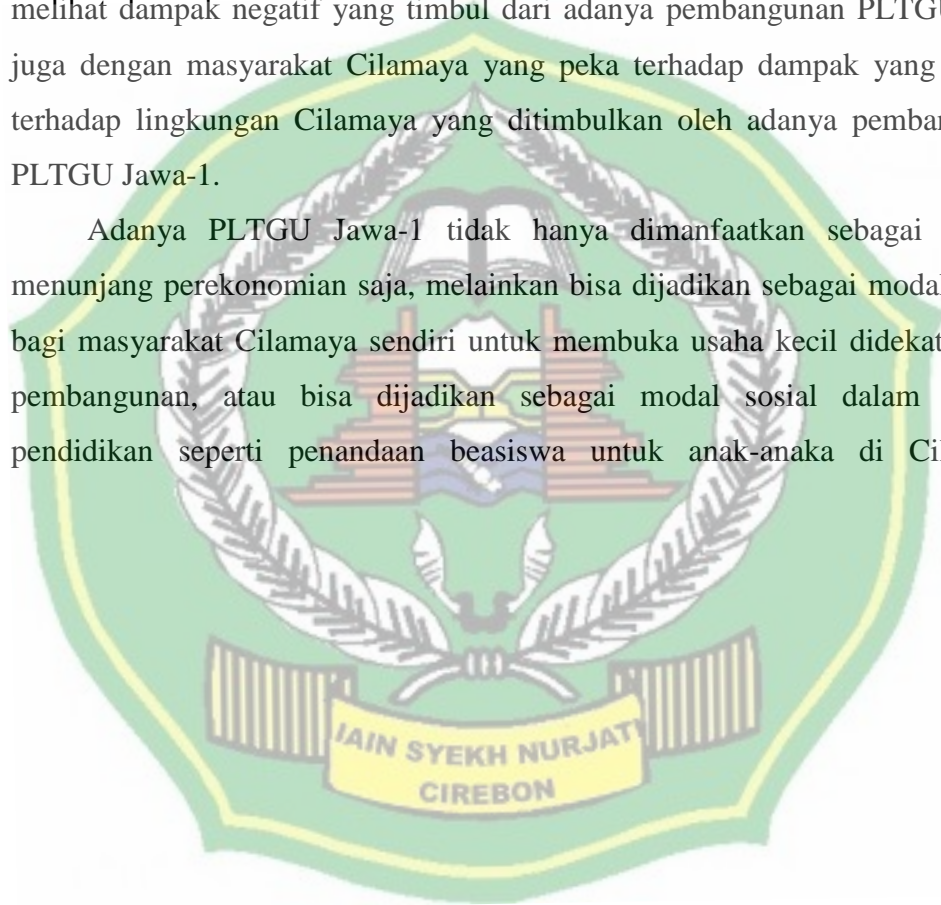 melihat dampak negatif yang timbul dari adanya pembangunan PLTGU
juga dengan masyarakat Cilamaya yang peka terhadap dampak yang
terhadap lingkungan Cilamaya yang ditimbulkan oleh adanya pembar
PLTGU Jawa-1.
Adanya PLTGU Jawa-1 tidak hanya dimanfaatkan sebagai
menunjang perekonomian saja, melainkan bisa dijadikan sebagai modal
bagi masyarakat Cilamaya sendiri untuk membuka usaha kecil didekat
pembangunan, atau bisa dijadikan sebagai modal sosial dalam
pendidikan seperti penandaan beasiswa untuk anak-anaka di Ci
IAIN SYEKH NURJATI
CIREBON